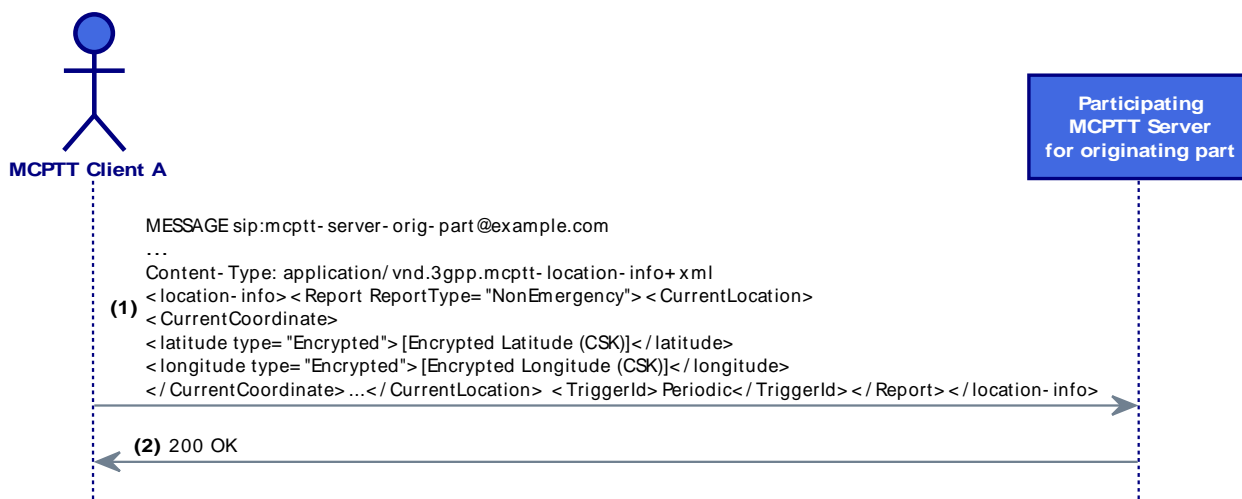 MCPTT Client A
Participating
MCPTT Server
for originating part
MESSAGE sip:mcptt-server-orig-part@example.com
...
Content-Type: application/vnd.3gpp.mcptt-location-info+xml
<location-info><Report ReportType="NonEmergency"><CurrentLocation>
(1)
<CurrentCoordinate>
<latitude type="Encrypted">[Encrypted Latitude (CSK)]</latitude>
<longitude type="Encrypted">[Encrypted Longitude (CSK)]</longitude>
</CurrentCoordinate>...</CurrentLocation> <TriggerId>Periodic</TriggerId></Report></location-info>
(2) 200 OK